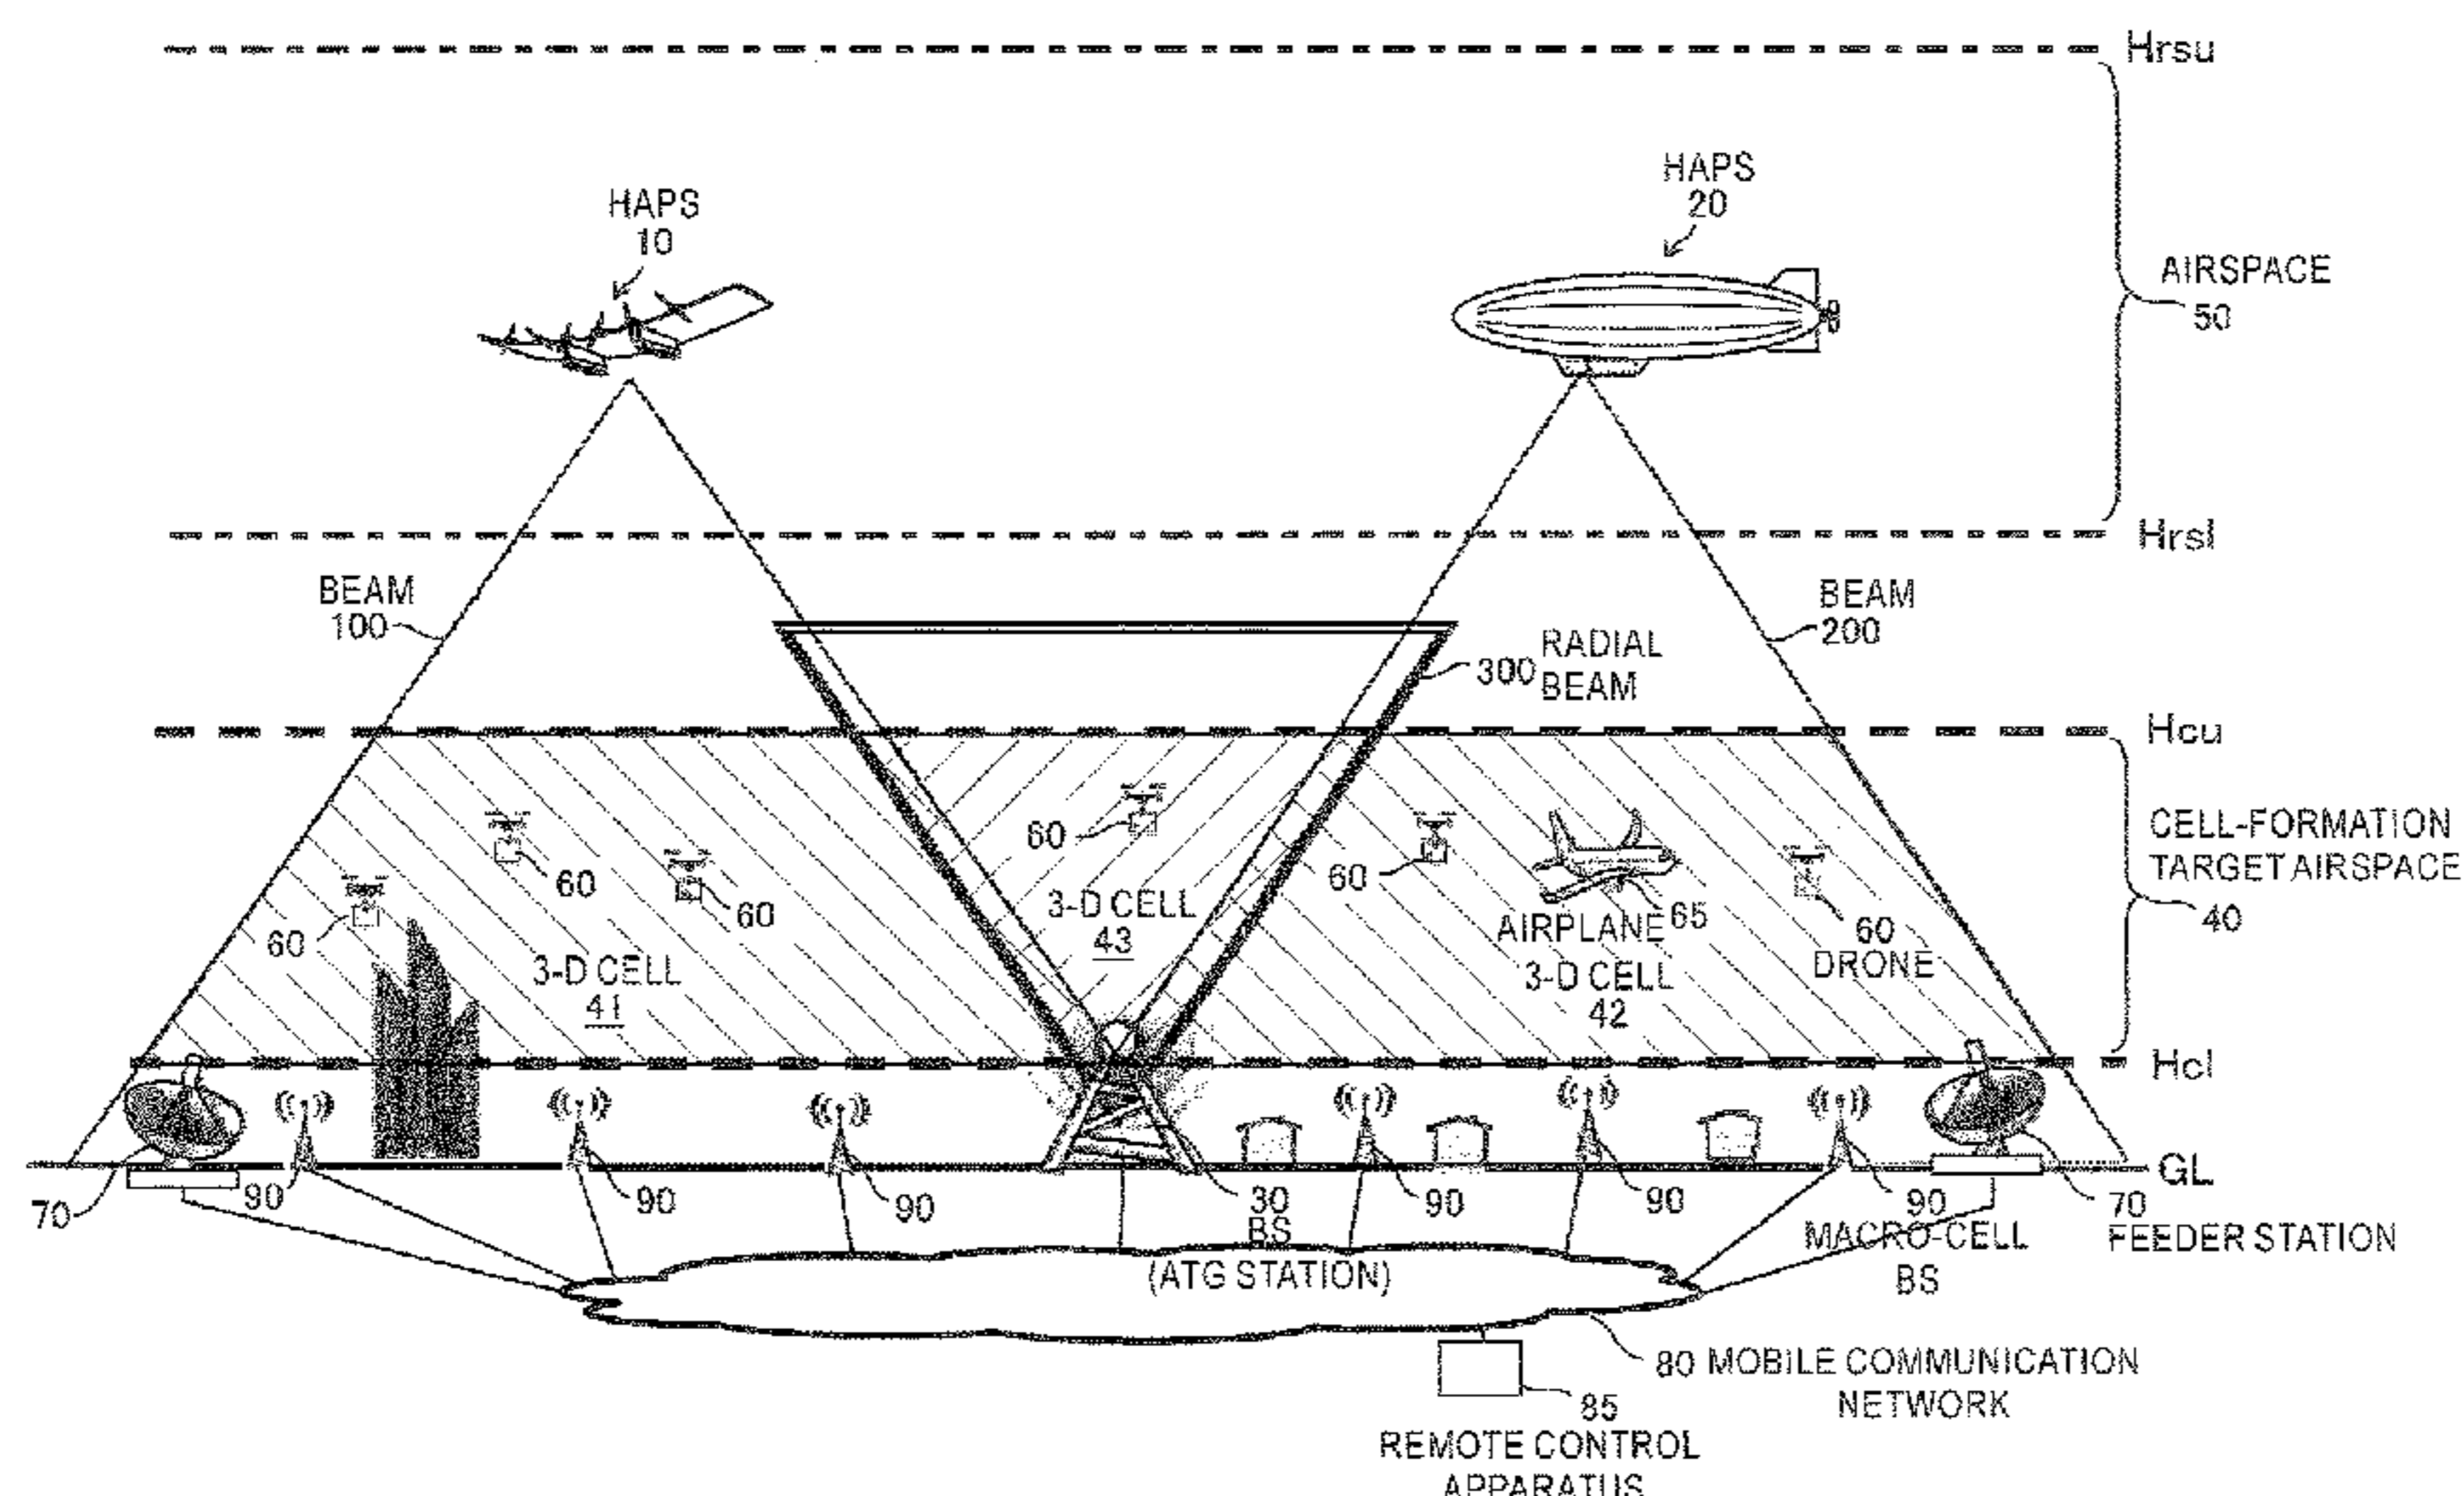 Hrsu
HAPS
20
HAPS
10
AIRSPACE
50
Hrsl
BEAM
100
BEAM
200
RADIAL
300 BEAM
Hcu
CELL-FORMATION
TARGET AIRSPACE
40
60
60
60
60
60
3-D CELL
43
AIRPLANE 65
60
DRONE
3-D CELL
41
3-D CELL
42
Hcl
GL
70
90
90
90
30
BS
(ATG STATION)
90
90
90
MACRO-CELL
BS
70
FEEDER STATION
80 MOBILE COMMUNICATION
NETWORK
85
REMOTE CONTROL
APPARATUS